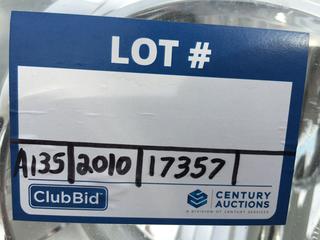 LOT #
A135 | 2010 | 17357 |
ClubBid
CENTURY
AUCTIONS
A DIVISION OF CENTURY SERVICES